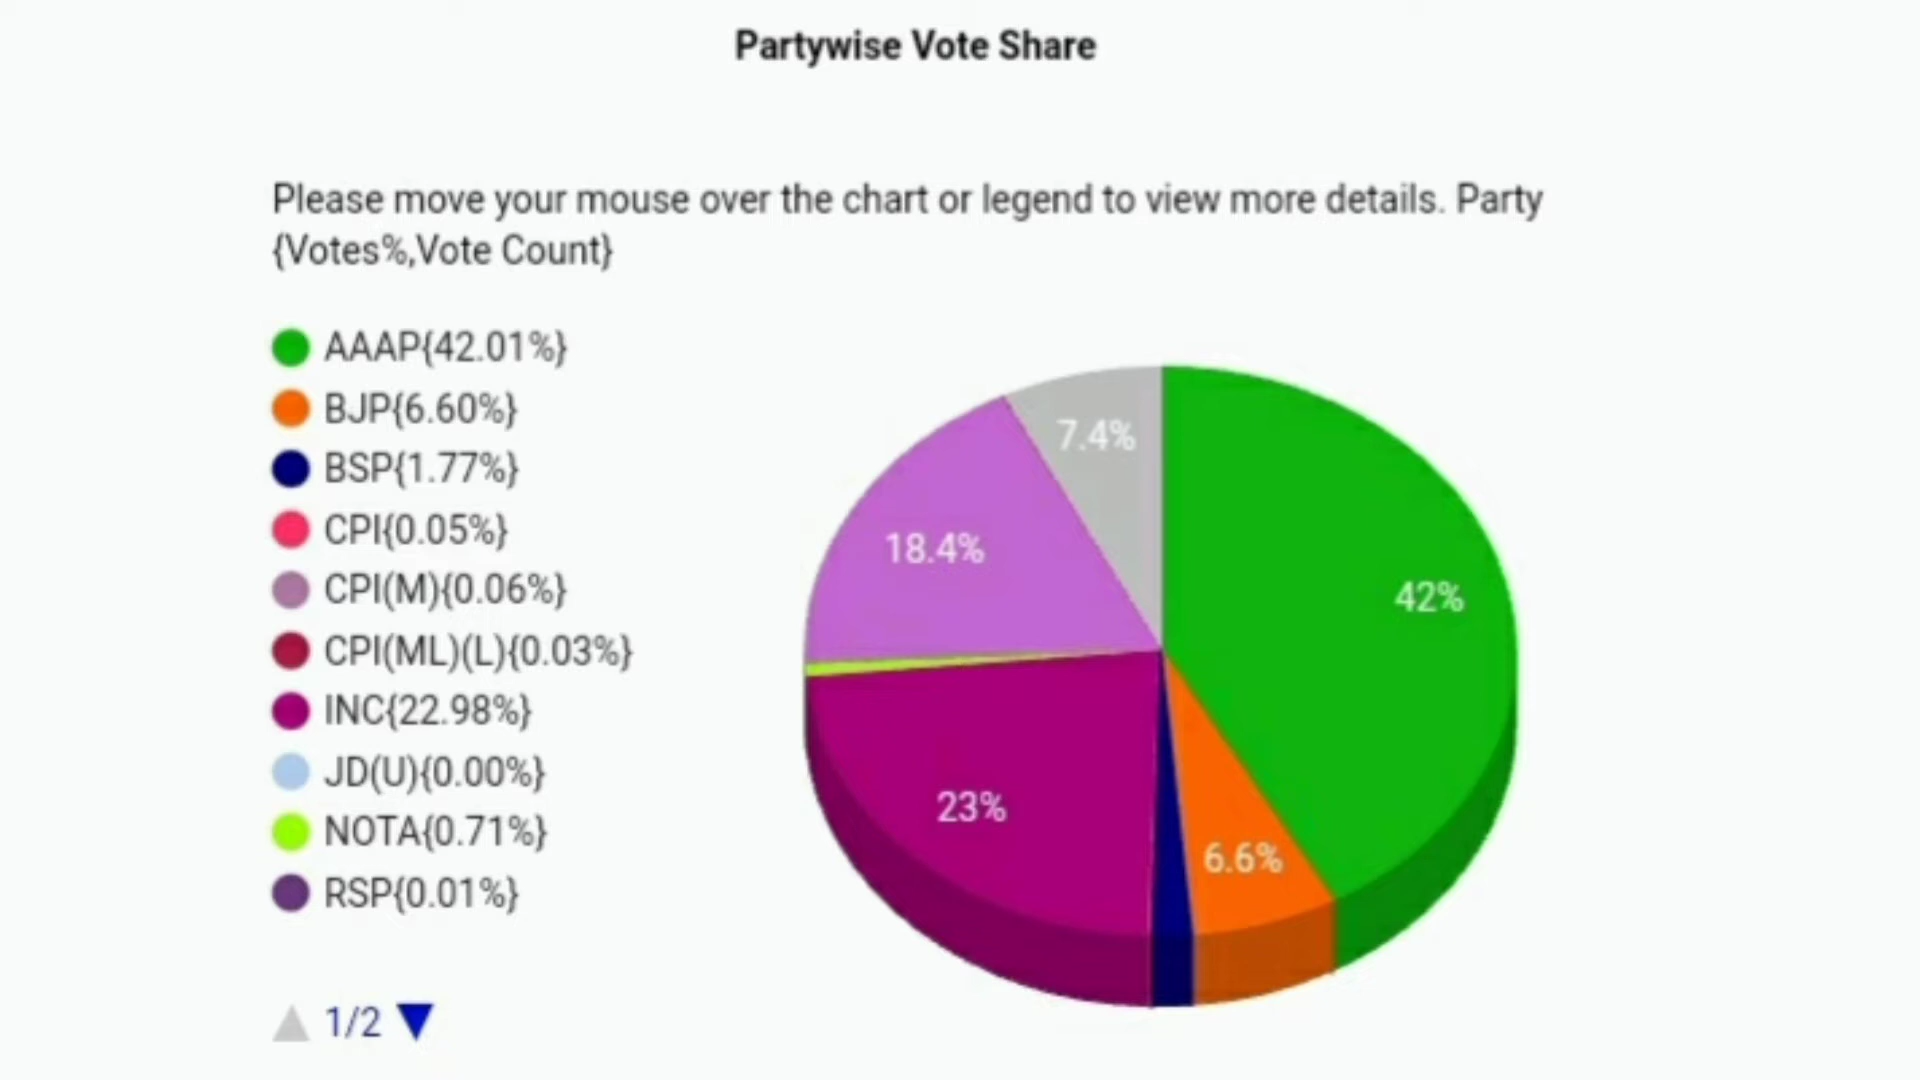 Partywise Vote Share
Please move your mouse over the chart or legend to view more details. Party
{Votes%,Vote Count}
AAAP{42.01%}
BJP{6.60%}
BSP{1.77%}
CPI{0.05%}
CPI(M){0.06%}
CPI(ML)(L){0.03%}
INC{22.98%}
JD(U){0.00%}
NOTA{0.71%}
RSP{0.01%}
1/2
7.4%
18.4%
42%
23%
6.6%